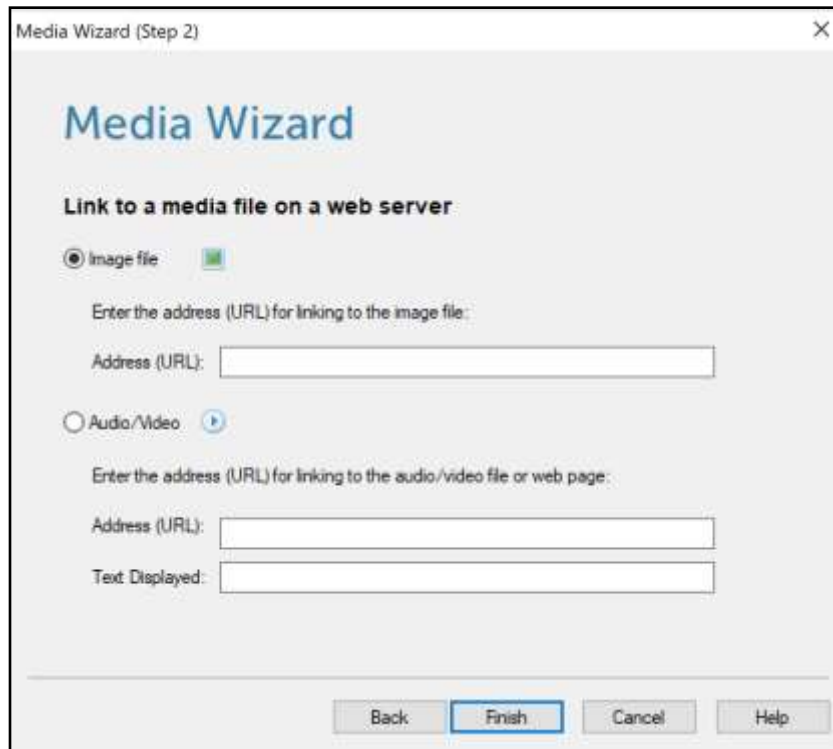 Media Wizard (Step 2)
Media Wizard
Link to a media file on a web server
Image file
Enter the address (URL) for linking to the image file:
Address (URL):
Audio/Video
Enter the address (URL) for linking to the audio/video file or web page:
Address (URL):
Text Displayed:
Back Finish Cancel Help